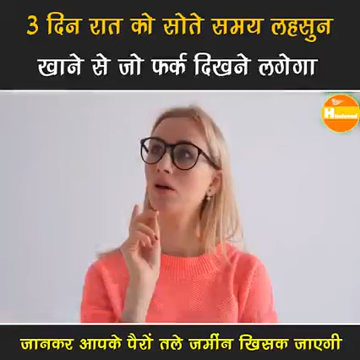 3 दिन रात को सोते समय लहसुन
खाने से जो फर्क दिखने लगेगा
जानकर आपके पैरों तले जमींन खिसक जाएगी